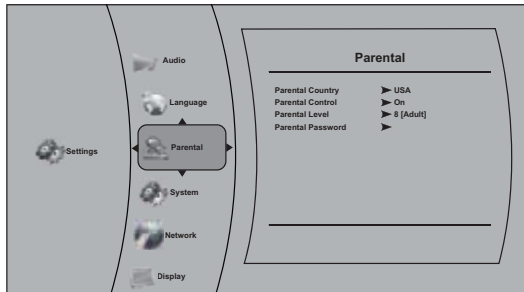 Settings
Audio
Language
Parental
System
Network
Display
Parental
Parental Country USA
Parental Control On
Parental Level 8 [Adult]
Parental Password